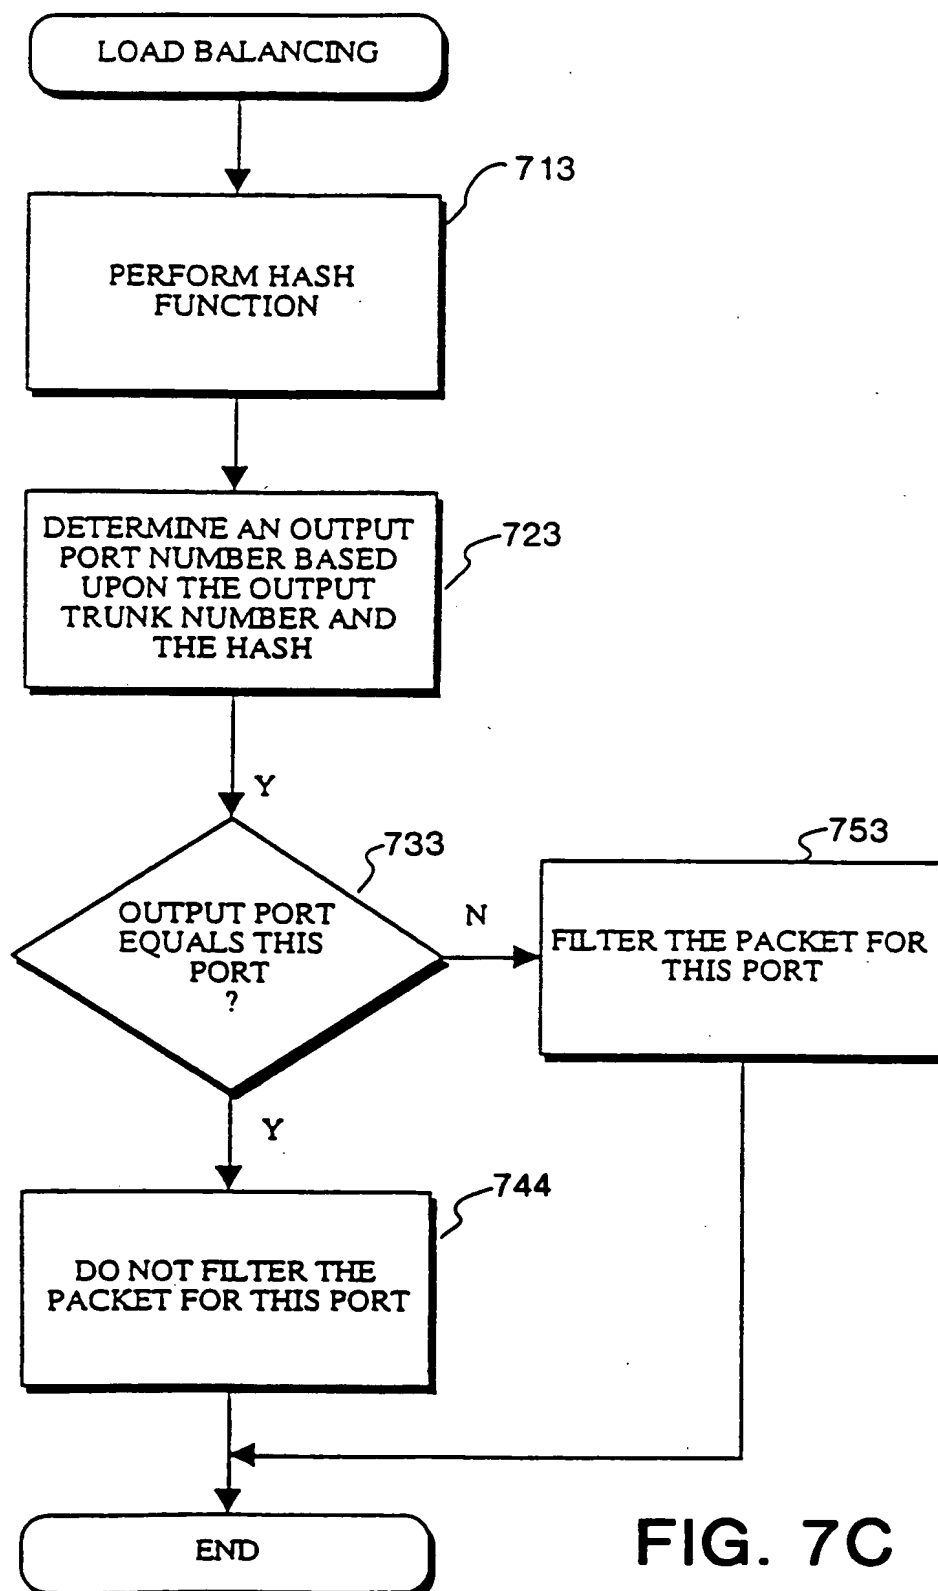 LOAD BALANCING
713
PERFORM HASH
FUNCTION
DETERMINE AN OUTPUT
PORT NUMBER BASED
UPON THE OUTPUT
TRUNK NUMBER AND
THE HASH
723
Y
733
753
OUTPUT PORT
EQUALS THIS
PORT
?
N
FILTER THE PACKET FOR
THIS PORT
Y
744
DO NOT FILTER THE
PACKET FOR THIS PORT
END
FIG. 7C